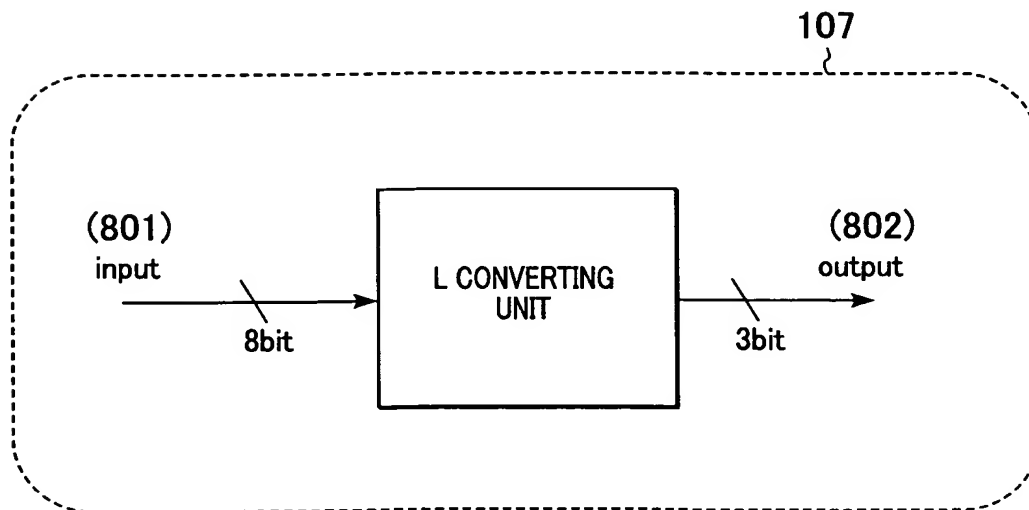 107
(801)
input
8bit
L CONVERTING
UNIT
(802)
output
3bit